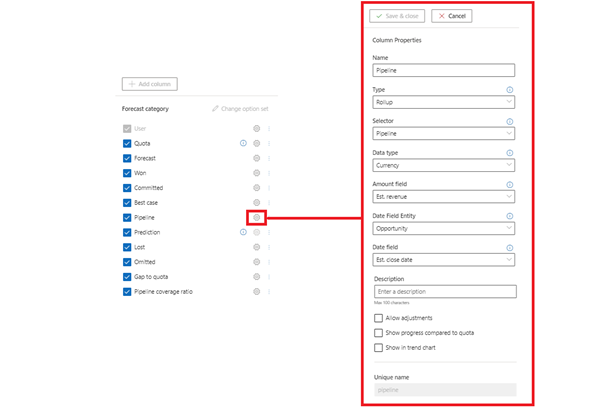 Add column
Forecast category
Change option set
User
Quota
Forecast
Won
Committed
Best case
Pipeline
Prediction
Lost
Omitted
Gap to quota
Pipeline coverage ratio
Save & close
Cancel
Column Properties
Name
Pipeline
Type
Rollup
Selector
Pipeline
Data type
Currency
Amount field
Est. revenue
Date Field Entity
Opportunity
Date field
Est. close date
Description
Enter a description
Max 100 characters
Allow adjustments
Show progress compared to quota
Show in trend chart
Unique name
pipeline